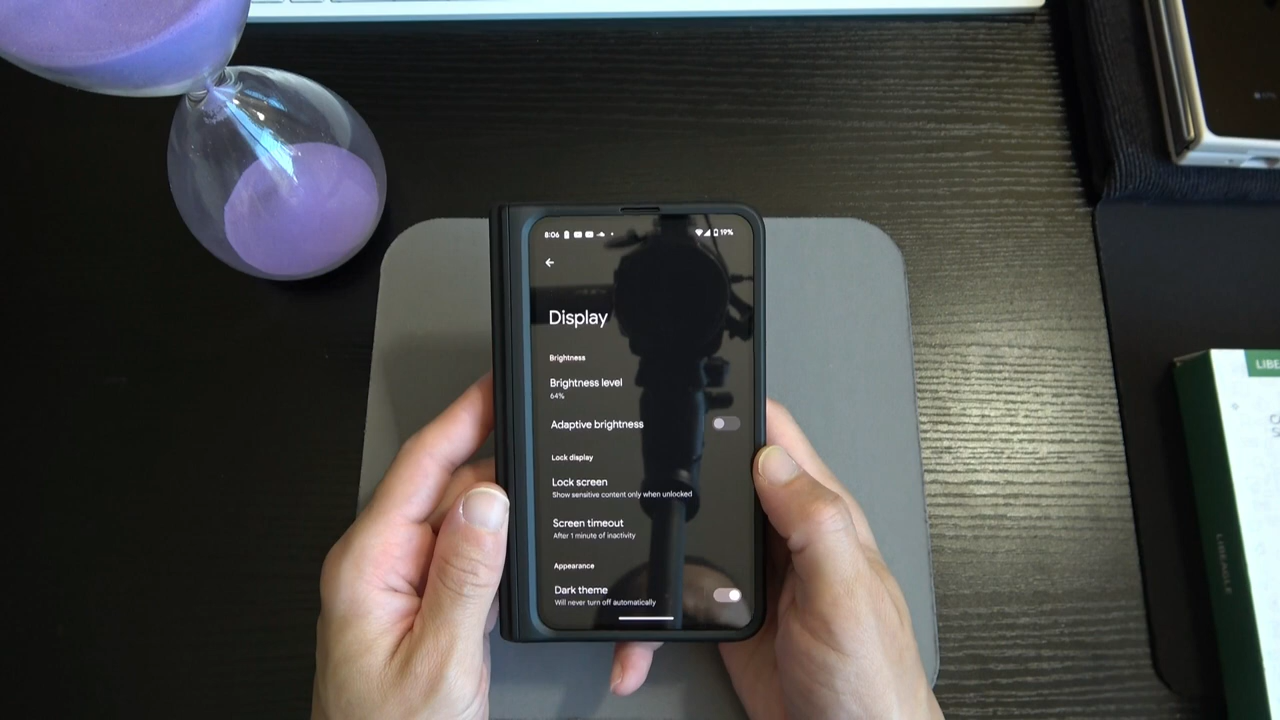 8:06 19%
Display
Brightness
Brightness level
64%
Adaptive brightness
Lock display
Lock screen
Show sensitive content only when unlocked
Screen timeout
After 1 minute of inactivity
Appearance
Dark theme
Will never turn off automatically
LIBEAGLE